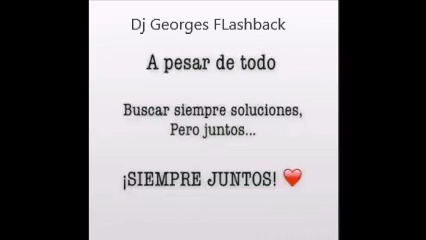 Dj Georges FLashback
A pesar de todo
Buscar siempre soluciones,
Pero juntos...
¡SIEMPRE JUNTOS! ❤️